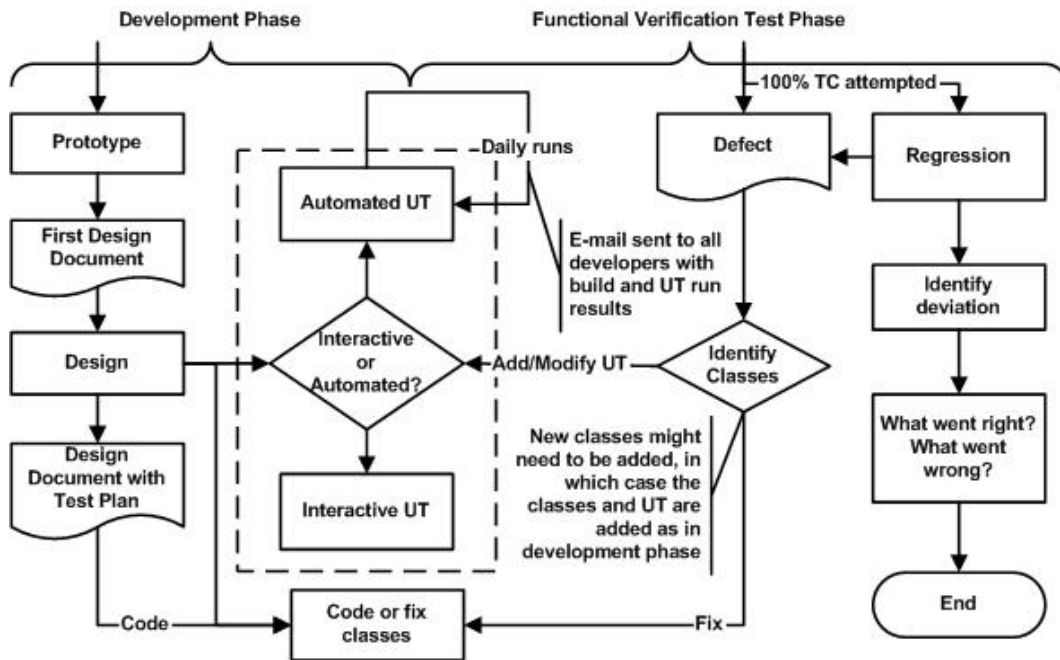 Development Phase
Functional Verification Test Phase
100% TC attempted
Prototype
Daily runs
Defect
Regression
Automated UT
First Design
Document
E-mail sent to all
developers with
build and UT run
results
Identify
deviation
Design
Interactive
or
Automated?
Add/Modify UT
Identify
Classes
Design
Document with
Test Plan
Interactive UT
New classes might
need to be added, in
which case the
classes and UT are
added as in
development phase
What went right?
What went
wrong?
Code
Code or fix
classes
Fix
End